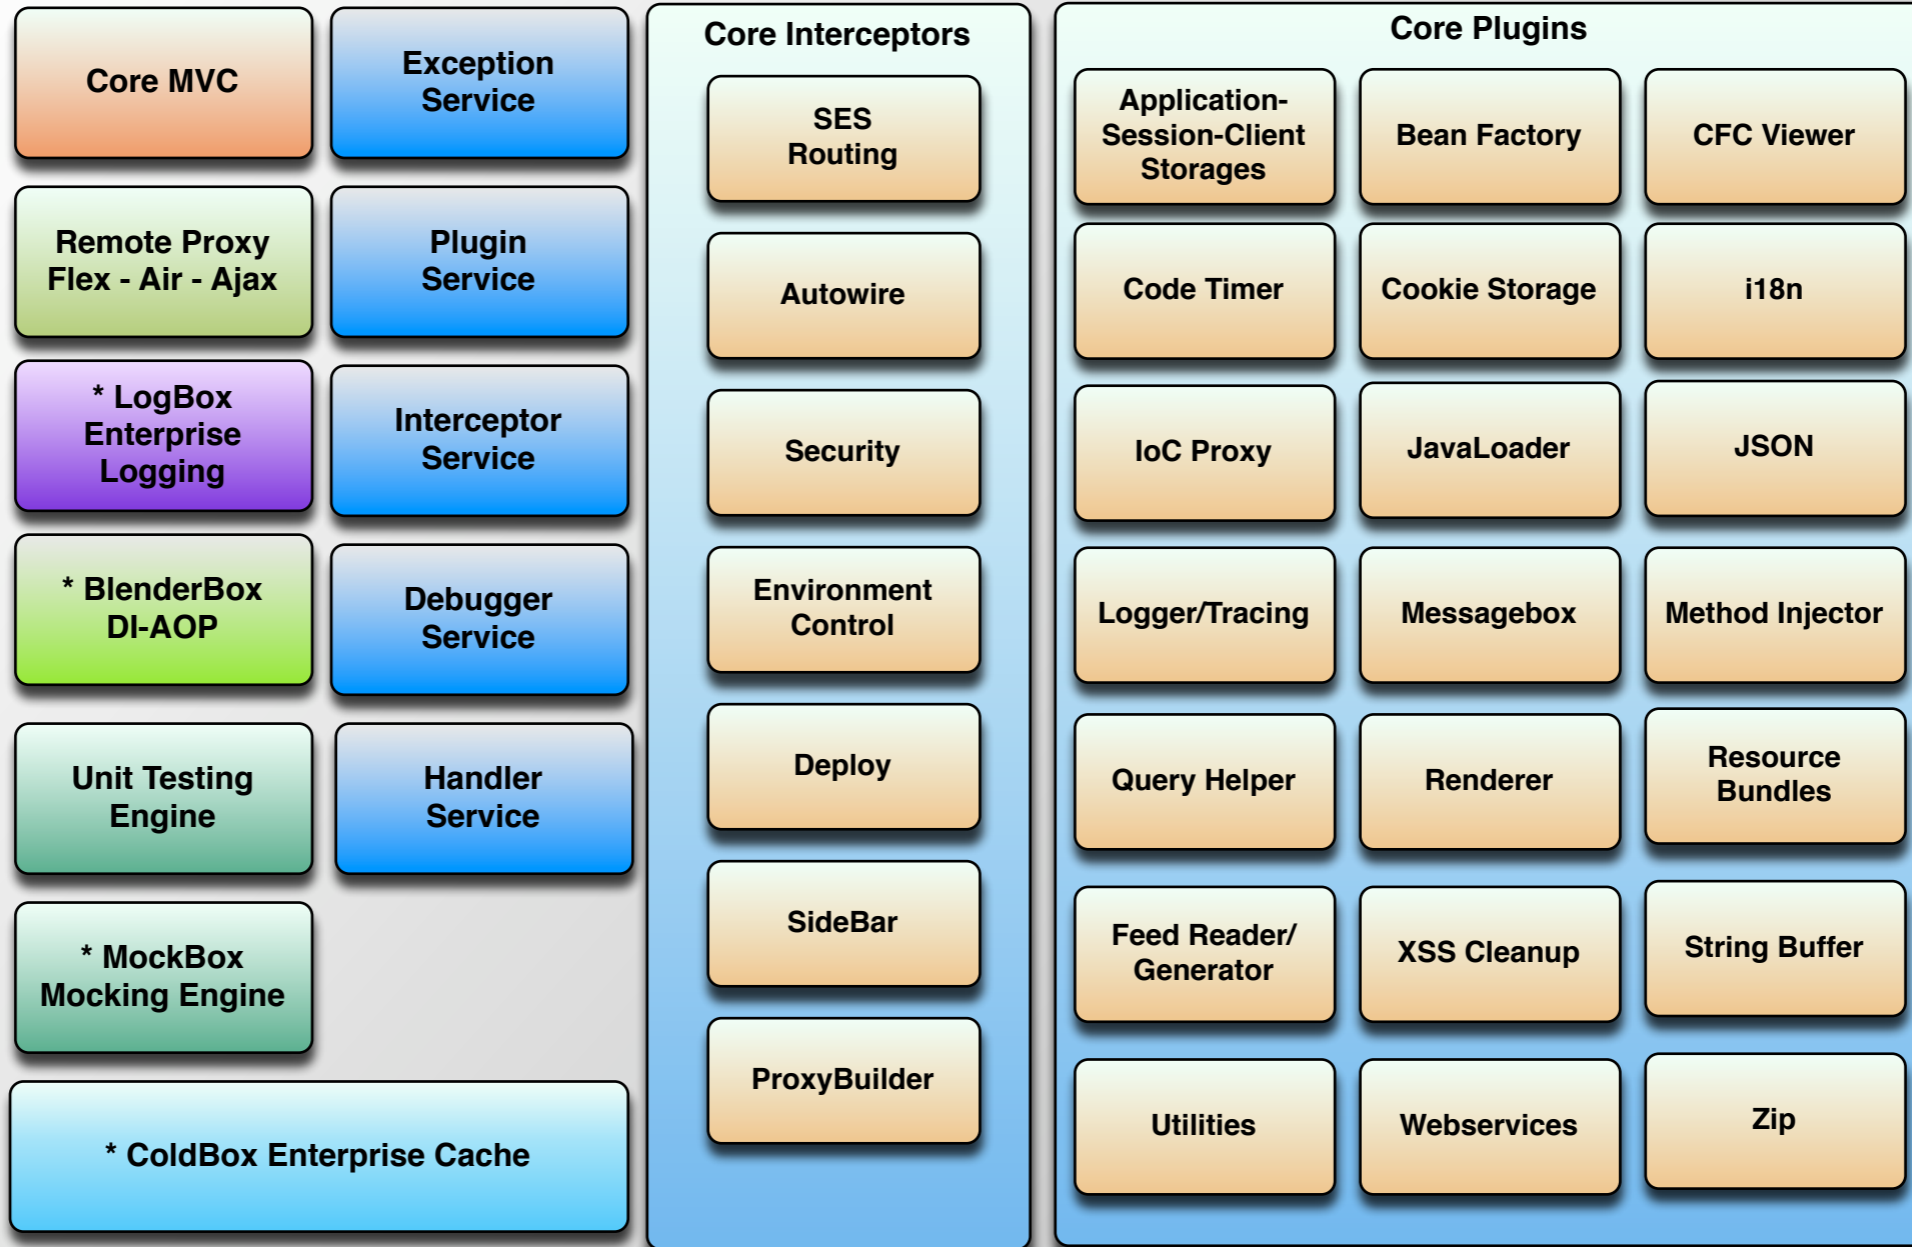 Core MVC
Exception
Service
Remote Proxy
Flex - Air - Ajax
Plugin
Service
* LogBox
Enterprise
Logging
Interceptor
Service
* BlenderBox
DI-AOP
Debugger
Service
Unit Testing
Engine
Handler
Service
* MockBox
Mocking Engine
* ColdBox Enterprise Cache
Core Interceptors
SES
Routing
Autowire
Security
Environment
Control
Deploy
SideBar
ProxyBuilder
Core Plugins
Application-
Session-Client
Storages
Bean Factory
CFC Viewer
Code Timer
Cookie Storage
i18n
IoC Proxy
JavaLoader
JSON
Logger/Tracing
Messagebox
Method Injector
Query Helper
Renderer
Resource
Bundles
Feed Reader/
Generator
XSS Cleanup
String Buffer
Utilities
Webservices
Zip